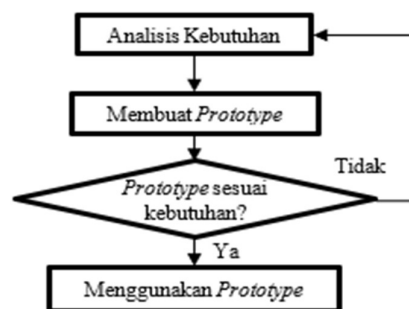 Analisis Kebutuhan
Membuat Prototype
Tidak
Prototype sesuai
kebutuhan?
Ya
Menggunakan Prototype